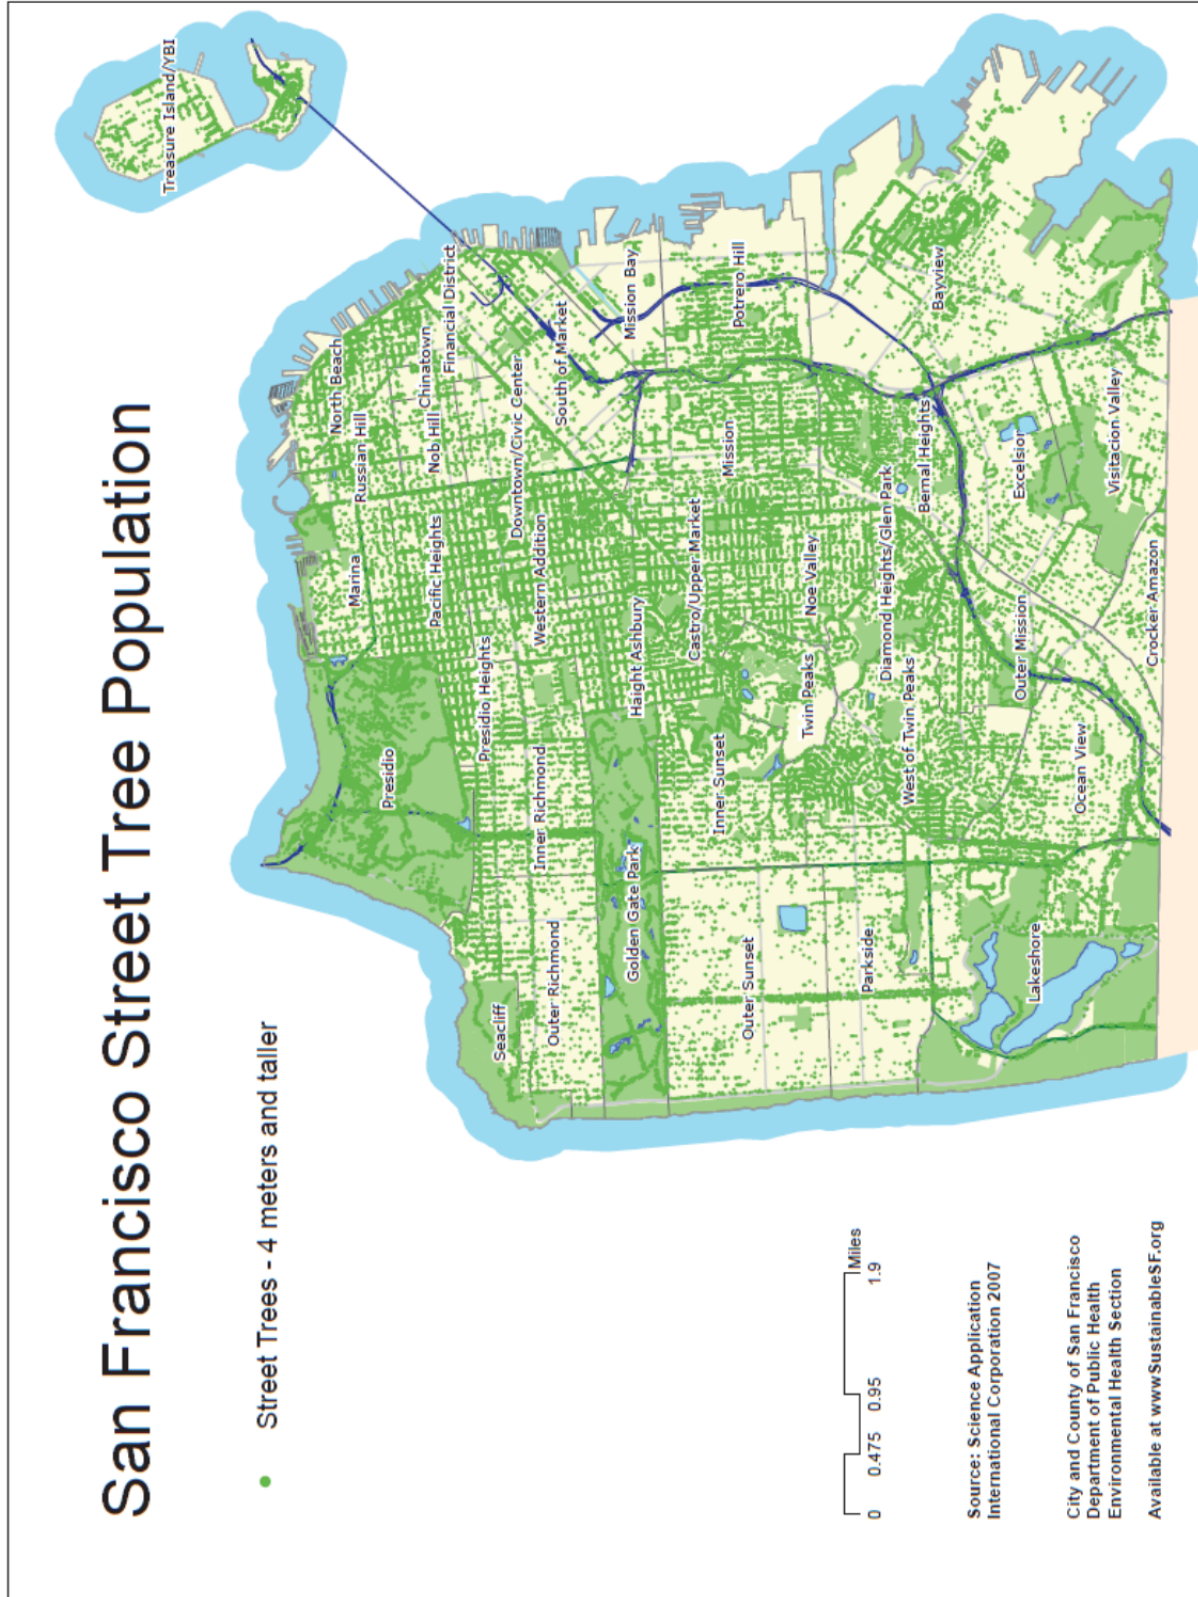 San Francisco Street Tree Population
Street Trees - 4 meters and taller
Treasure Island/YBI
North Beach
Russian Hill
Marina
Chinatown
Financial District
Nob Hill
Pacific Heights
Presidio
Presidio Heights
Downtown/Civic Center
South of Market
Western Addition
Inner Richmond
Outer Richmond
Seacliff
Mission Bay
Haight Ashbury
Golden Gate Park
Potrero Hill
Mission
Castro/Upper Market
Inner Sunset
Outer Sunset
Noe Valley
Twin Peaks
Parkside
Diamond Heights/Glen Park
West of Twin Peaks
Bayview
Bernal Heights
Excelsior
Outer Mission
Lakeshore
Ocean View
Visitacion Valley
Crocker Amazon
Miles
0 0.475 0.95 1.9
Source: Science Application
International Corporation 2007
City and County of San Francisco
Department of Public Health
Environmental Health Section
Available at wwwSustainableSF.org